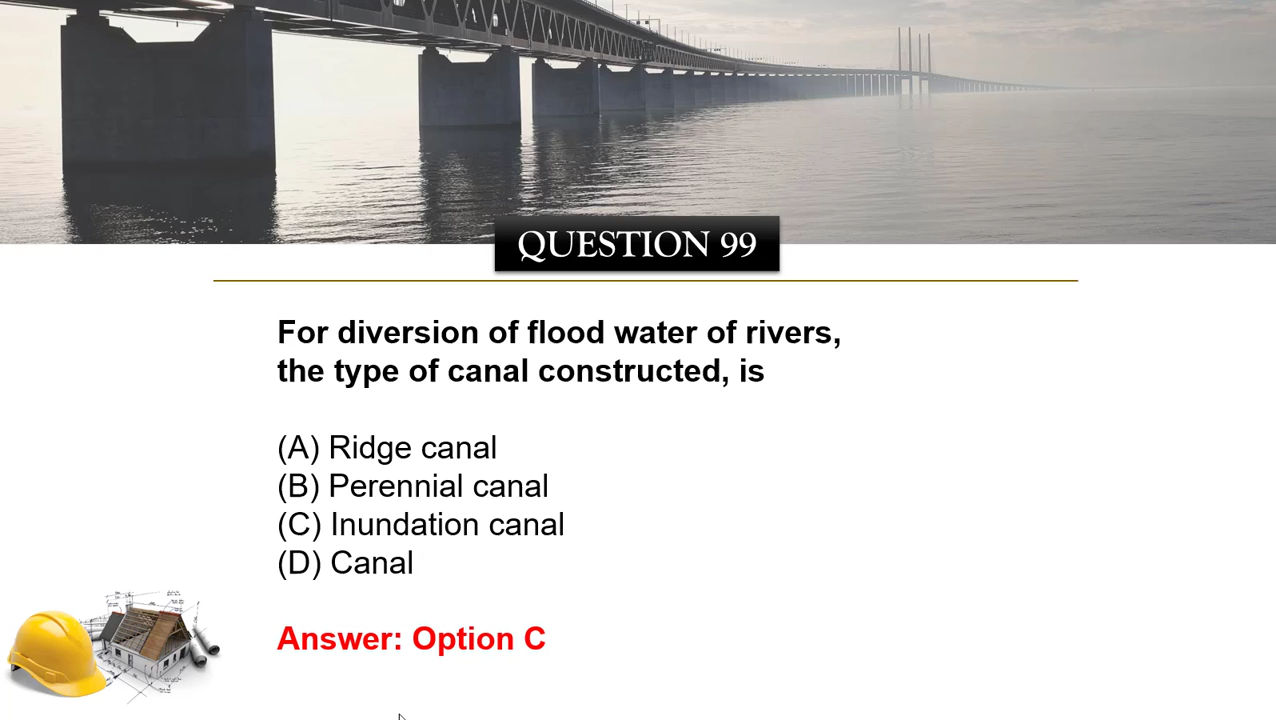 QUESTION 99
For diversion of flood water of rivers,
the type of canal constructed, is
(A) Ridge canal
(B) Perennial canal
(C) Inundation canal
(D) Canal
Answer: Option C